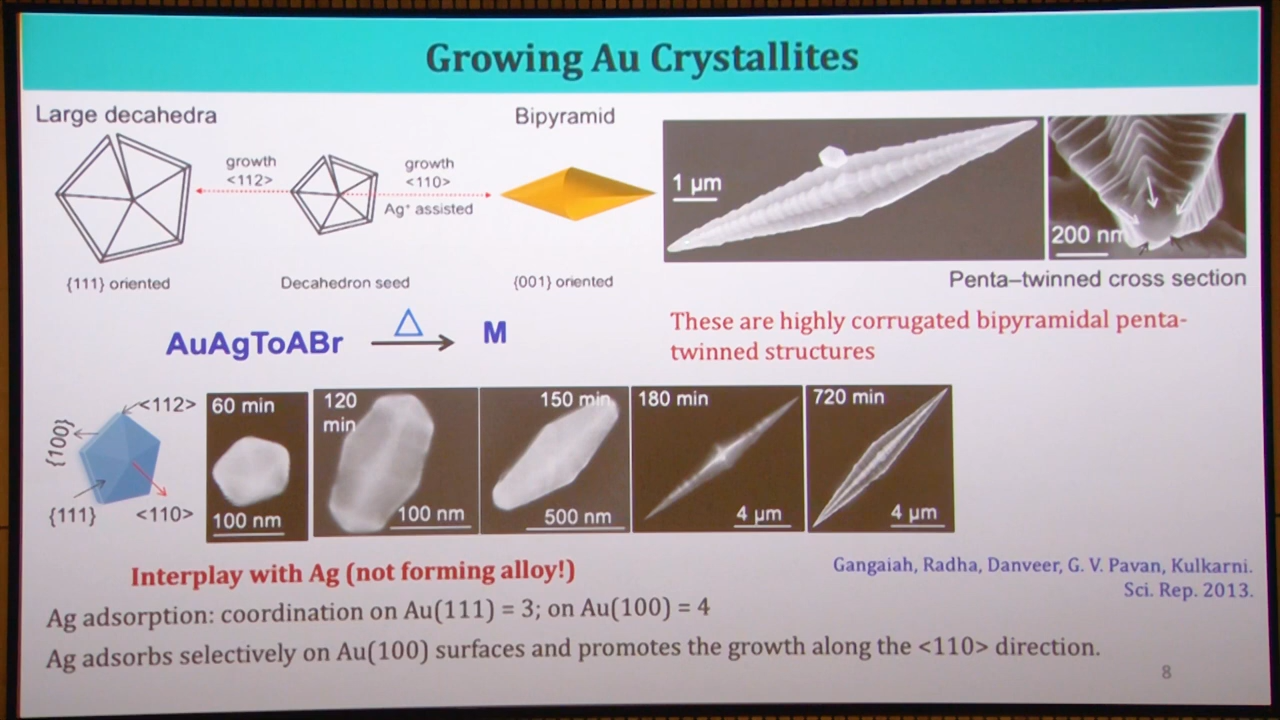 Growing Au Crystallites
Large decahedra
Bipyramid
growth
<112>
growth
<110>
Ag⁺ assisted
{111} oriented
Decahedron seed
{001} oriented
1 µm
200 nm
Penta–twinned cross section
AuAgToABr
△
M
These are highly corrugated bipyramidal penta-
twinned structures
<112>
{100}
{111}
<110>
60 min
100 nm
120
min
100 nm
150 min
500 nm
180 min
4 µm
720 min
4 µm
Interplay with Ag (not forming alloy!)
Gangaiah, Radha, Danveer, G. V. Pavan, Kulkarni.
Sci. Rep. 2013.
Ag adsorption: coordination on Au(111) = 3; on Au(100) = 4
Ag adsorbs selectively on Au(100) surfaces and promotes the growth along the <110> direction.
8